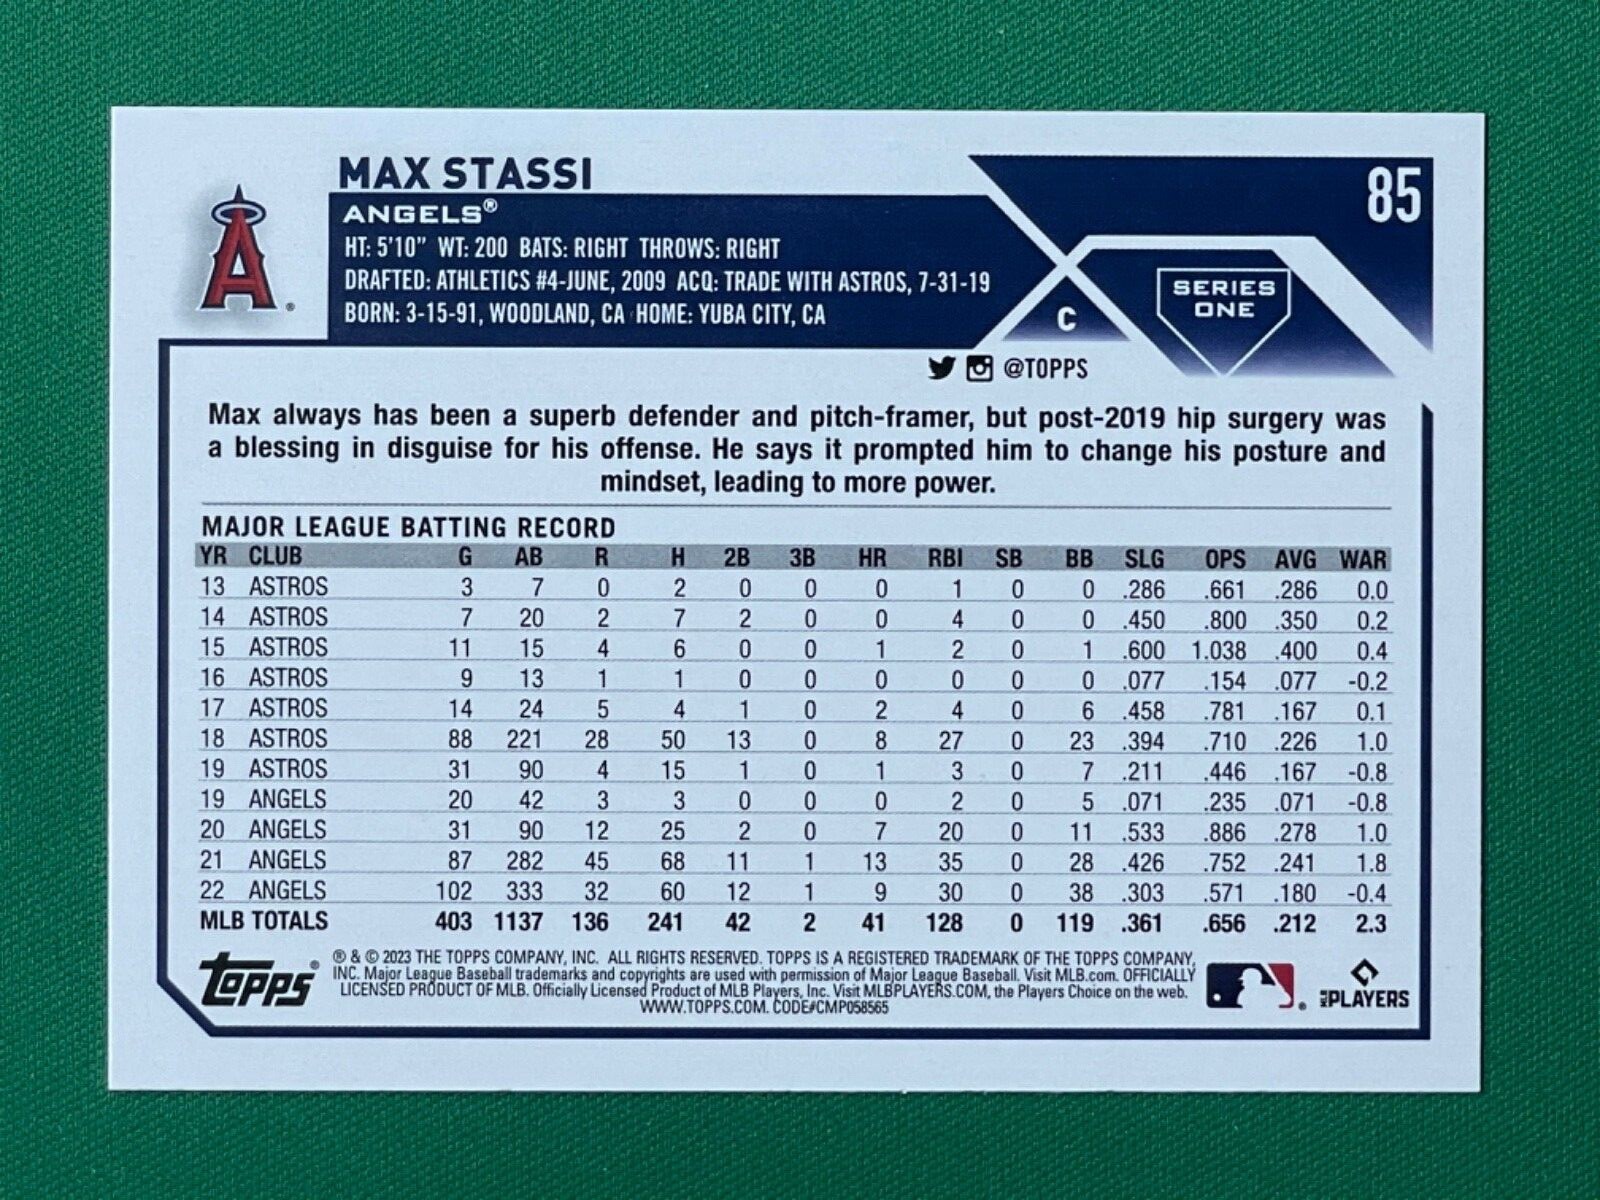 MAX STASSI
85
ANGELS®
HT: 5'10" WT: 200 BATS: RIGHT THROWS: RIGHT
DRAFTED: ATHLETICS #4-JUNE, 2009 ACQ: TRADE WITH ASTROS, 7-31-19
BORN: 3-15-91, WOODLAND, CA HOME: YUBA CITY, CA
C
SERIES
ONE
A®
@TOPPS
Max always has been a superb defender and pitch-framer, but post-2019 hip surgery was
a blessing in disguise for his offense. He says it prompted him to change his posture and
mindset, leading to more power.
MAJOR LEAGUE BATTING RECORD
YR CLUB G AB R H 2B 3B HR RBI SB BB SLG OPS AVG WAR
13 ASTROS 3 7 0 2 0 0 0 1 0 0 .286 .661 .286 0.0
14 ASTROS 7 20 2 7 2 0 0 4 0 0 .450 .800 .350 0.2
15 ASTROS 11 15 4 6 0 0 1 2 0 1 .600 1.038 .400 0.4
16 ASTROS 9 13 1 1 0 0 0 0 0 0 .077 .154 .077 -0.2
17 ASTROS 14 24 5 4 1 0 2 4 0 6 .458 .781 .167 0.1
18 ASTROS 88 221 28 50 13 0 8 27 0 23 .394 .710 .226 1.0
19 ASTROS 31 90 4 15 1 0 1 3 0 7 .211 .446 .167 -0.8
19 ANGELS 20 42 3 3 0 0 0 2 0 5 .071 .235 .071 -0.8
20 ANGELS 31 90 12 25 2 0 7 20 0 11 .533 .886 .278 1.0
21 ANGELS 87 282 45 68 11 1 13 35 0 28 .426 .752 .241 1.8
22 ANGELS 102 333 32 60 12 1 9 30 0 38 .303 .571 .180 -0.4
MLB TOTALS 403 1137 136 241 42 2 41 128 0 119 .361 .656 .212 2.3
topps®
® & © 2023 THE TOPPS COMPANY, INC. ALL RIGHTS RESERVED. TOPPS IS A REGISTERED TRADEMARK OF THE TOPPS COMPANY,
INC. Major League Baseball trademarks and copyrights are used with permission of Major League Baseball. Visit MLB.com. OFFICIALLY
LICENSED PRODUCT OF MLB. Officially Licensed Product of MLB Players, Inc. Visit MLBPLAYERS.COM, the Players Choice on the web.
WWW.TOPPS.COM. CODE#CMP058565
®
MLB PLAYERS